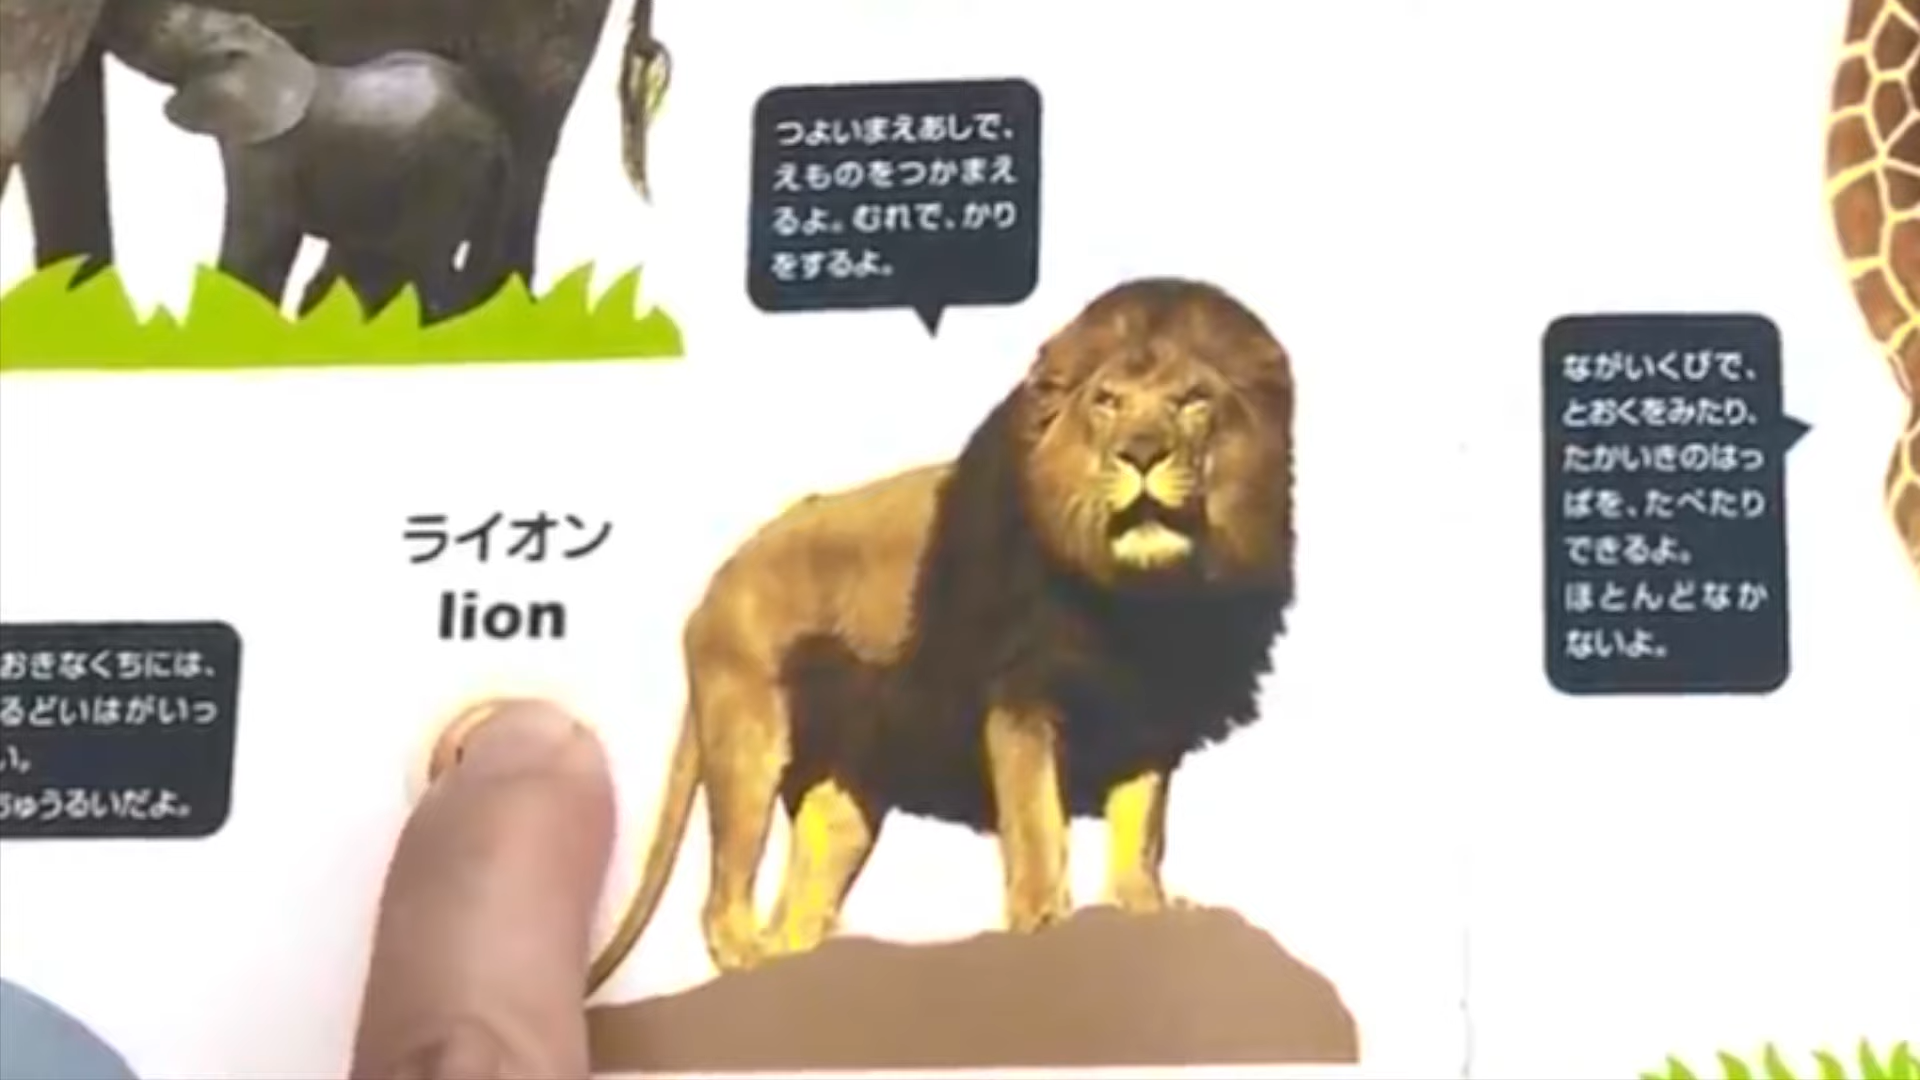 つよいまえあしで、
えものをつかまえ
るよ。むれで、かり
をするよ。
ライオン
lion
おきなくちには、
るどいはがいっ
い。
ちゅうるいだよ。
ながいくびで、
とおくをみたり、
たかいきのはっ
ぱを、たべたり
できるよ。
ほとんどなか
ないよ。